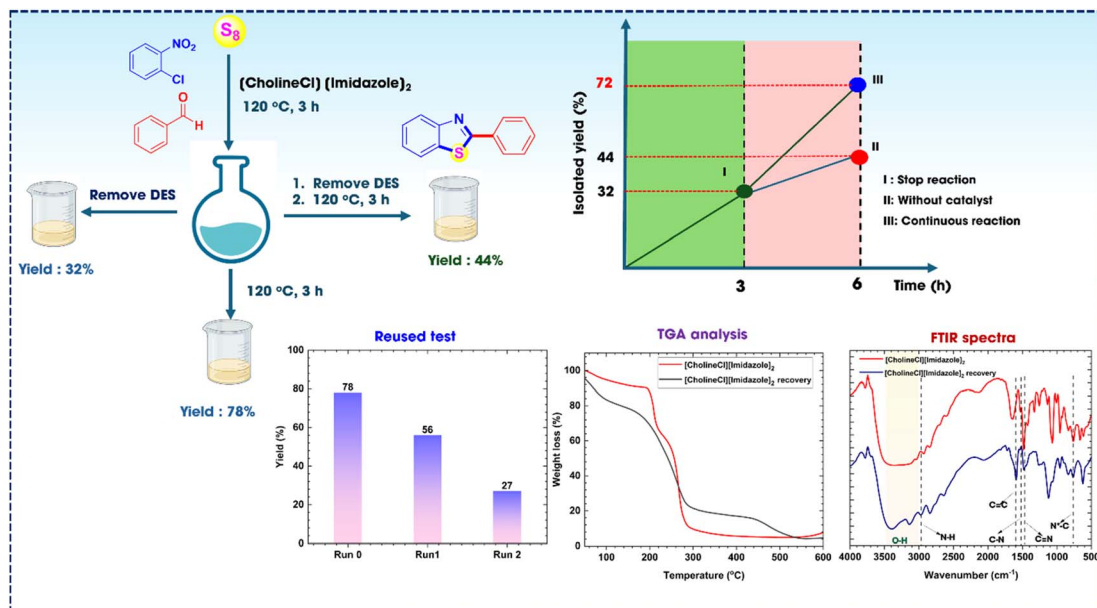 S8
NO2
Cl
O
H
[CholineCl] [Imidazole]2
120 °C, 3 h
N
S
Remove DES
1. Remove DES
2. 120 °C, 3 h
Yield : 32%
Yield : 44%
120 °C, 3 h
Yield : 78%
Isolated yield (%)
72
44
32
I
II
III
3
6
Time (h)
I : Stop reaction
II: Without catalyst
III: Continuous reaction
Reused test
Yield (%)
100
80
60
40
20
0
78
56
27
Run 0
Run1
Run 2
TGA analysis
[CholineCl][Imidazole]2
[CholineCl][Imidazole]2 recovery
Weight loss (%)
100
80
60
40
20
0
100
200
300
400
500
600
Temperature (°C)
FTIR spectra
[CholineCl][Imidazole]2
[CholineCl][Imidazole]2 recovery
O-H
N-H
C=C
C-N
C=N
N+-C
4000
3500
3000
2500
2000
1500
1000
500
Wavenumber (cm-1)